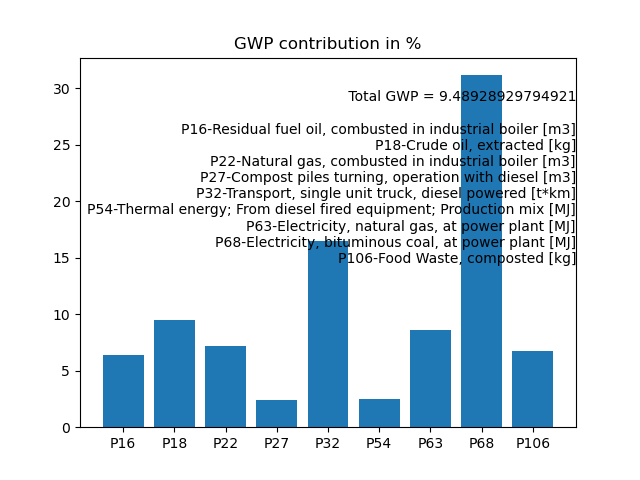 GWP contribution in %
30
25
20
15
10
5
0
Total GWP = 9.48928929794921
P16-Residual fuel oil, combusted in industrial boiler [m3]
P18-Crude oil, extracted [kg]
P22-Natural gas, combusted in industrial boiler [m3]
P27-Compost piles turning, operation with diesel [m3]
P32-Transport, single unit truck, diesel powered [t*km]
P54-Thermal energy; From diesel fired equipment; Production mix [MJ]
P63-Electricity, natural gas, at power plant [MJ]
P68-Electricity, bituminous coal, at power plant [MJ]
P106-Food Waste, composted [kg]
P16 P18 P22 P27 P32 P54 P63 P68 P106